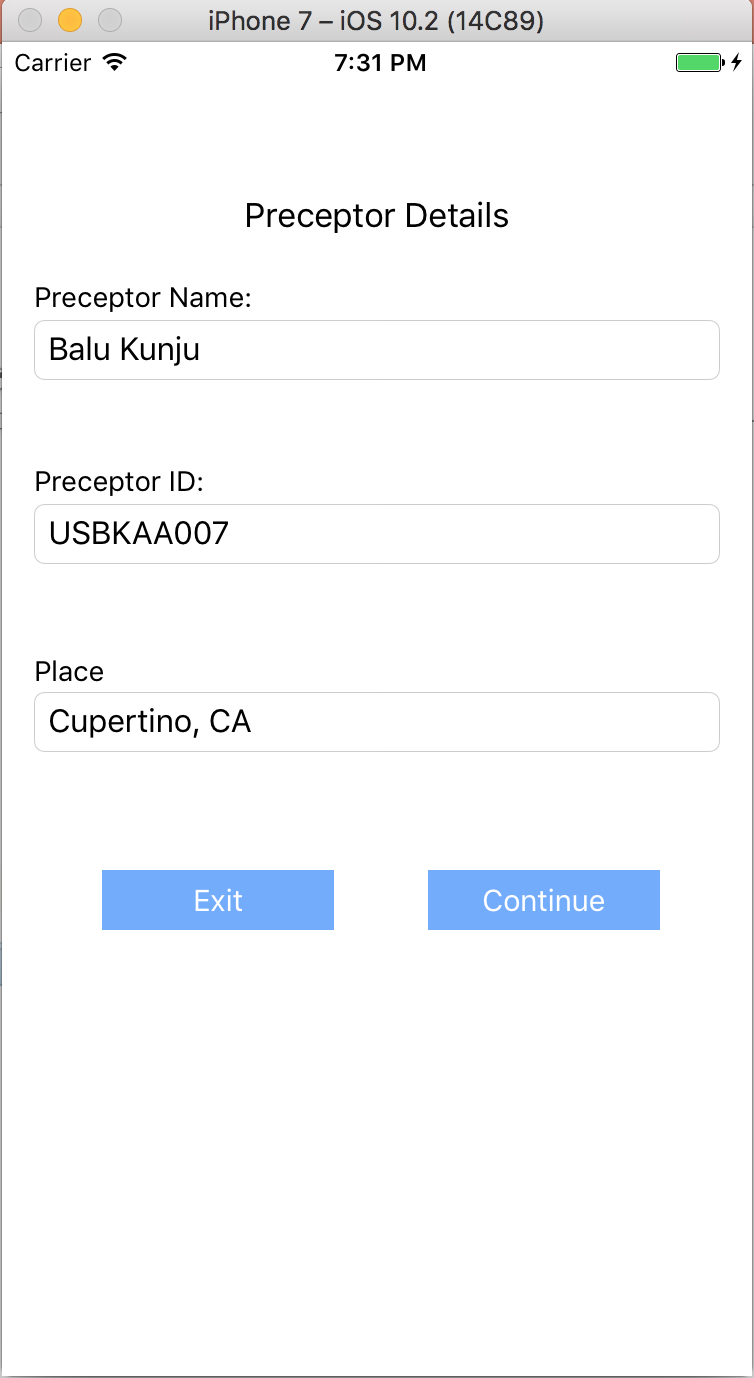 iPhone 7 – iOS 10.2 (14C89)
Carrier 7:31 PM
Preceptor Details
Preceptor Name:
Balu Kunju
Preceptor ID:
USBKAA007
Place
Cupertino, CA
Exit Continue